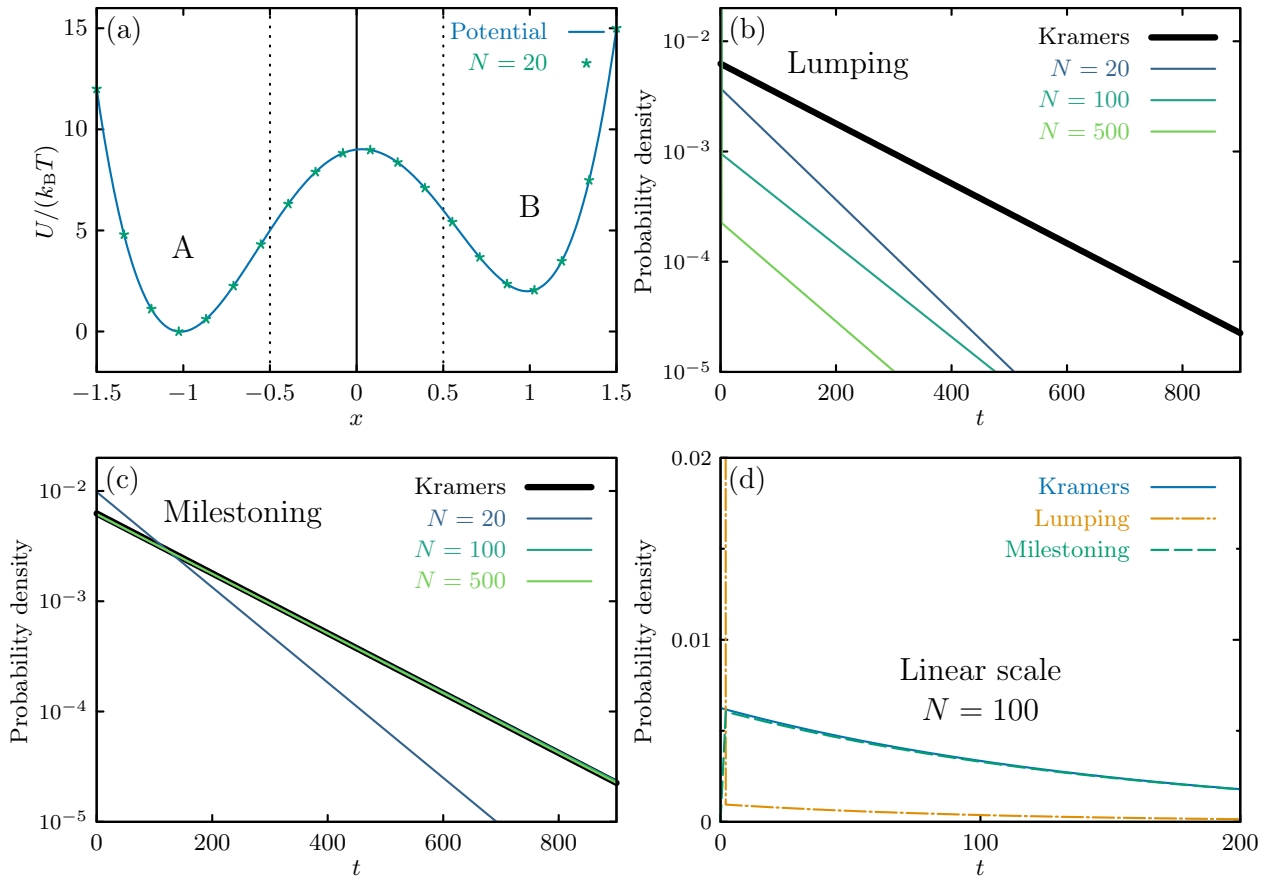 (a)
Potential
N = 20
A
B
U/(k_BT)
15
10
5
0
−1.5
−1
−0.5
0
0.5
1
1.5
x
(b)
Lumping
Kramers
N = 20
N = 100
N = 500
Probability density
10^−2
10^−3
10^−4
10^−5
0
200
400
600
800
t
(c)
Milestoning
Kramers
N = 20
N = 100
N = 500
Probability density
10^−2
10^−3
10^−4
10^−5
0
200
400
600
800
t
(d)
Kramers
Lumping
Milestoning
Linear scale
N = 100
Probability density
0.02
0.01
0
0
100
200
t